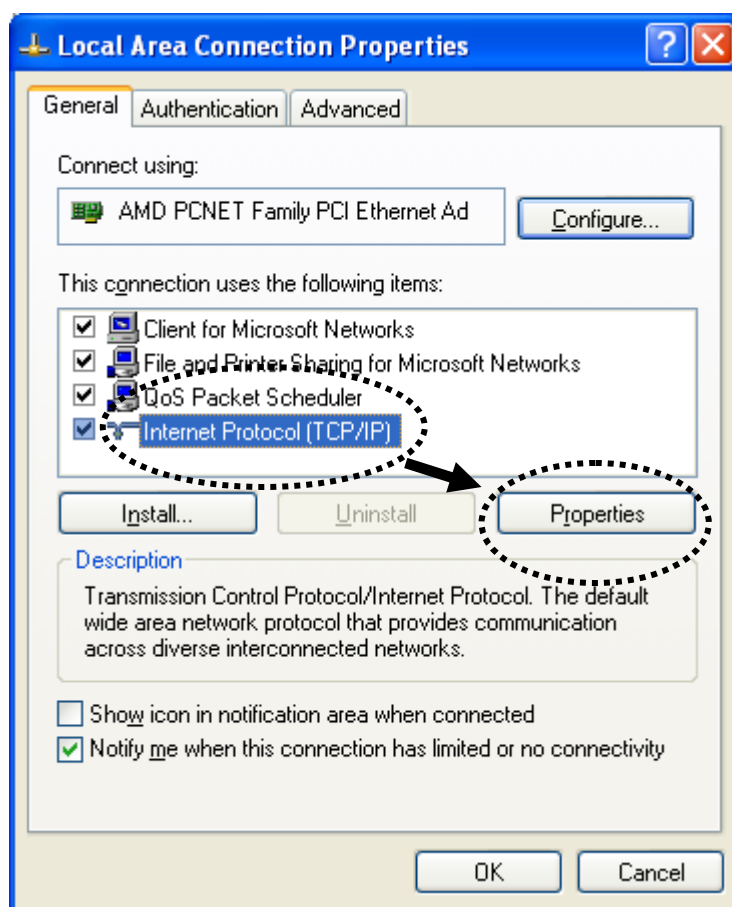 Local Area Connection Properties
General Authentication Advanced
Connect using:
AMD PCNET Family PCI Ethernet Ad
Configure...
This connection uses the following items:
Client for Microsoft Networks
File and Printer Sharing for Microsoft Networks
QoS Packet Scheduler
Internet Protocol (TCP/IP)
Install... Uninstall Properties
Description
Transmission Control Protocol/Internet Protocol. The default
wide area network protocol that provides communication
across diverse interconnected networks.
Show icon in notification area when connected
Notify me when this connection has limited or no connectivity
OK Cancel